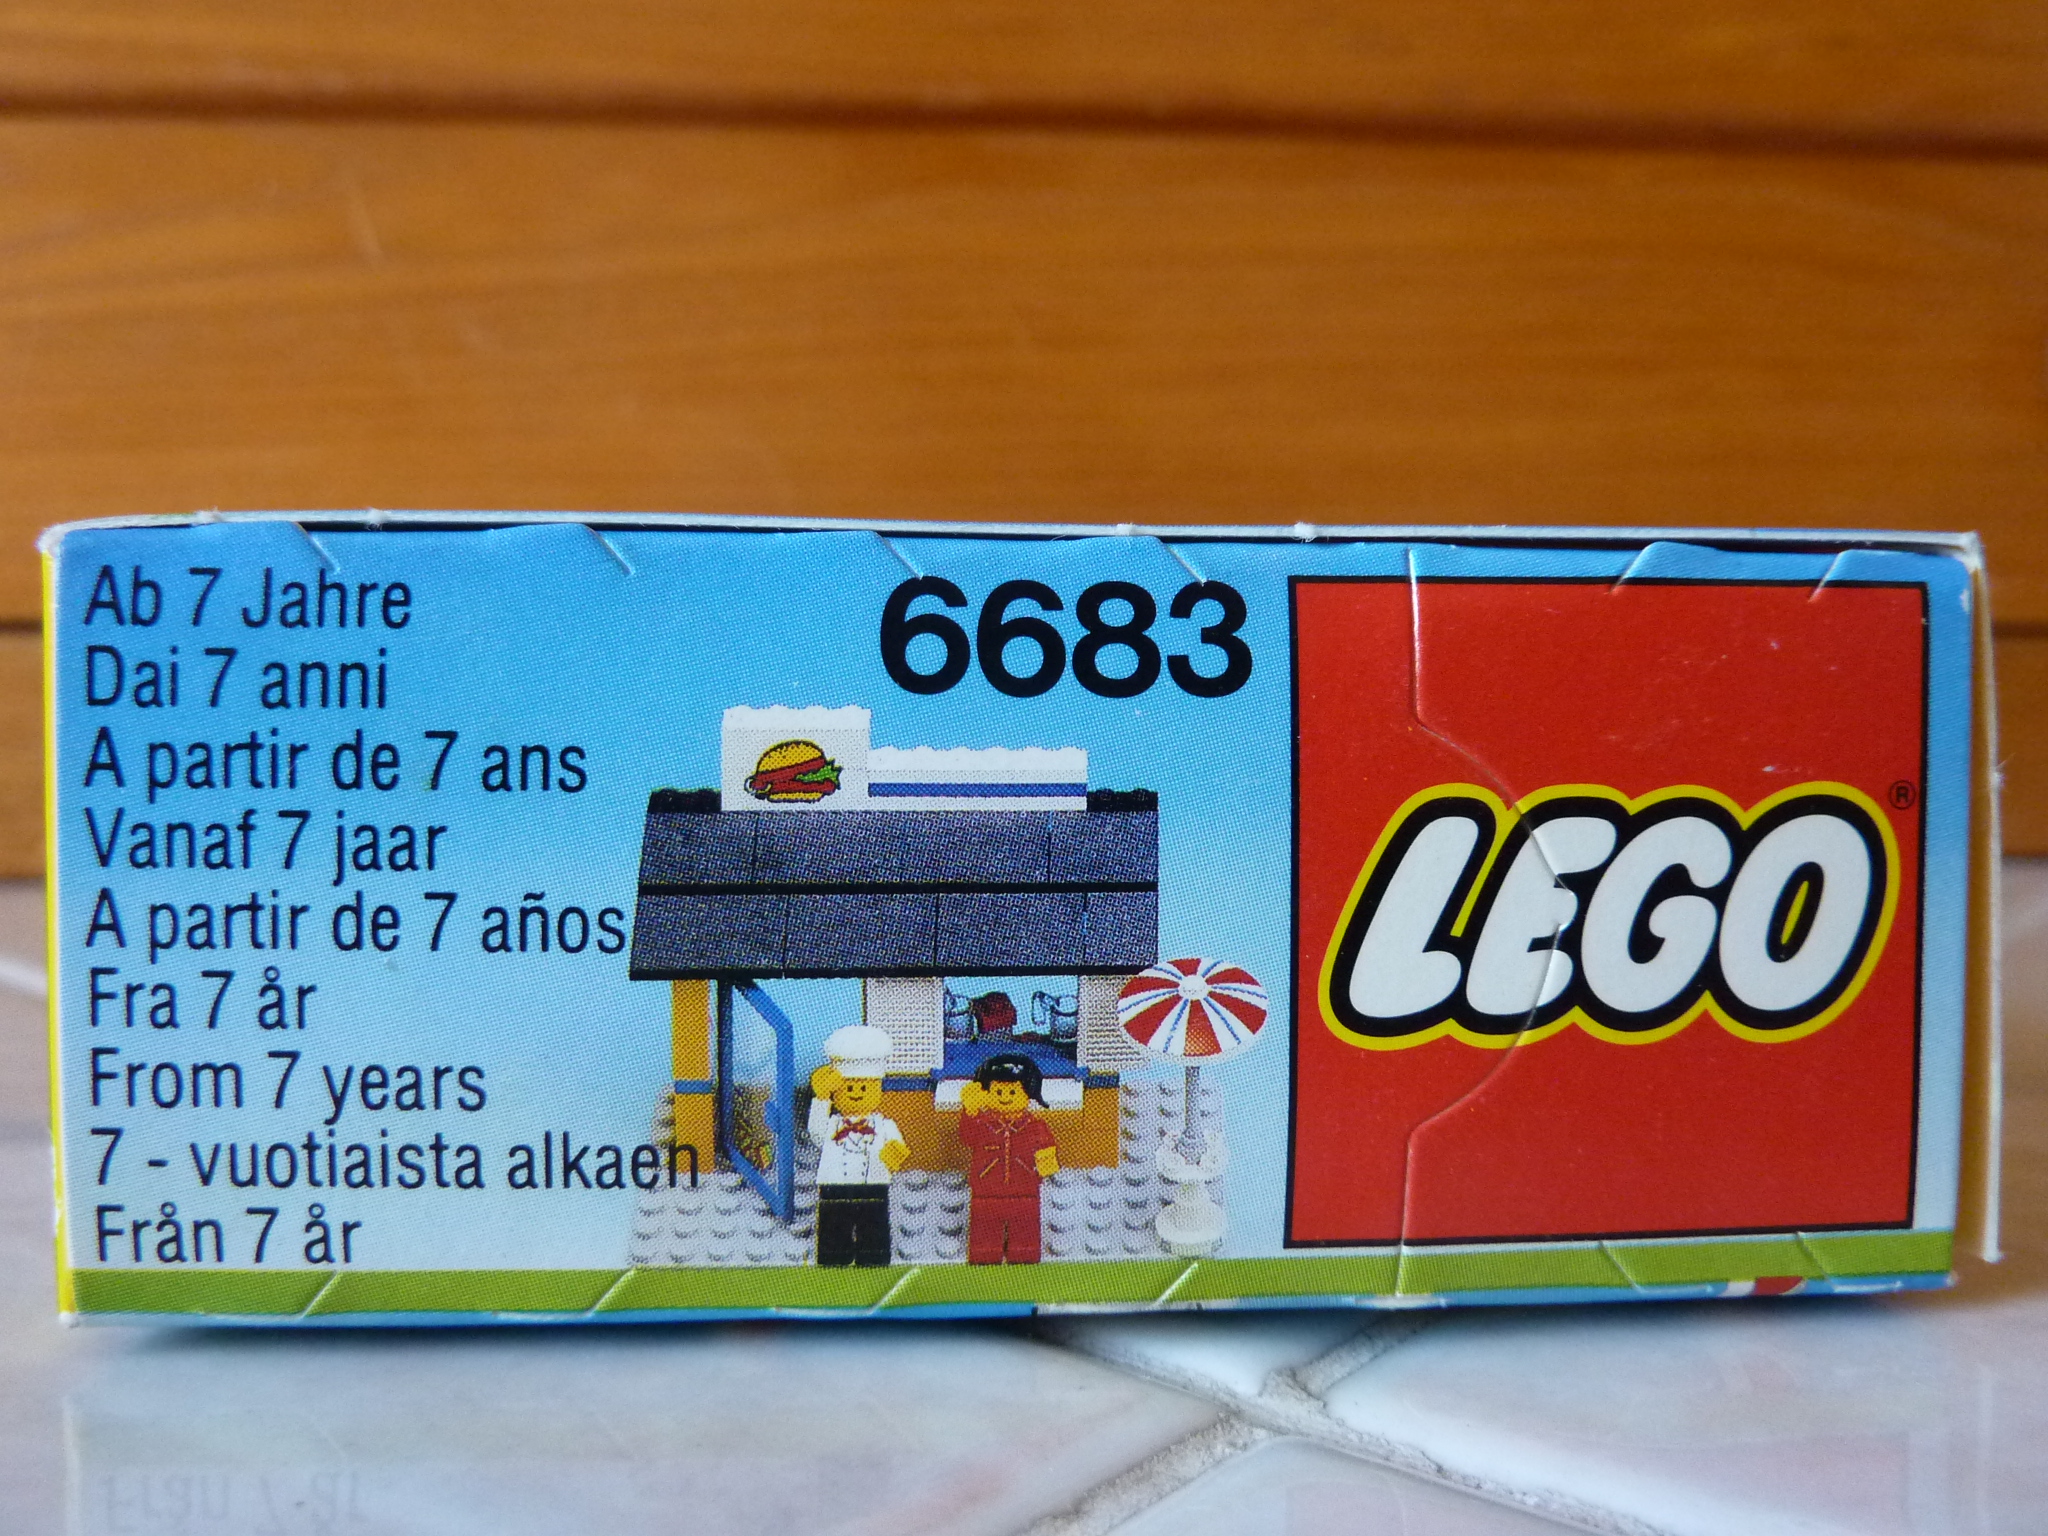 Ab 7 Jahre
Dai 7 anni
A partir de 7 ans
Vanaf 7 jaar
A partir de 7 años
Fra 7 år
From 7 years
7 - vuotiaista alkaen
Från 7 år
6683
LEGO ®